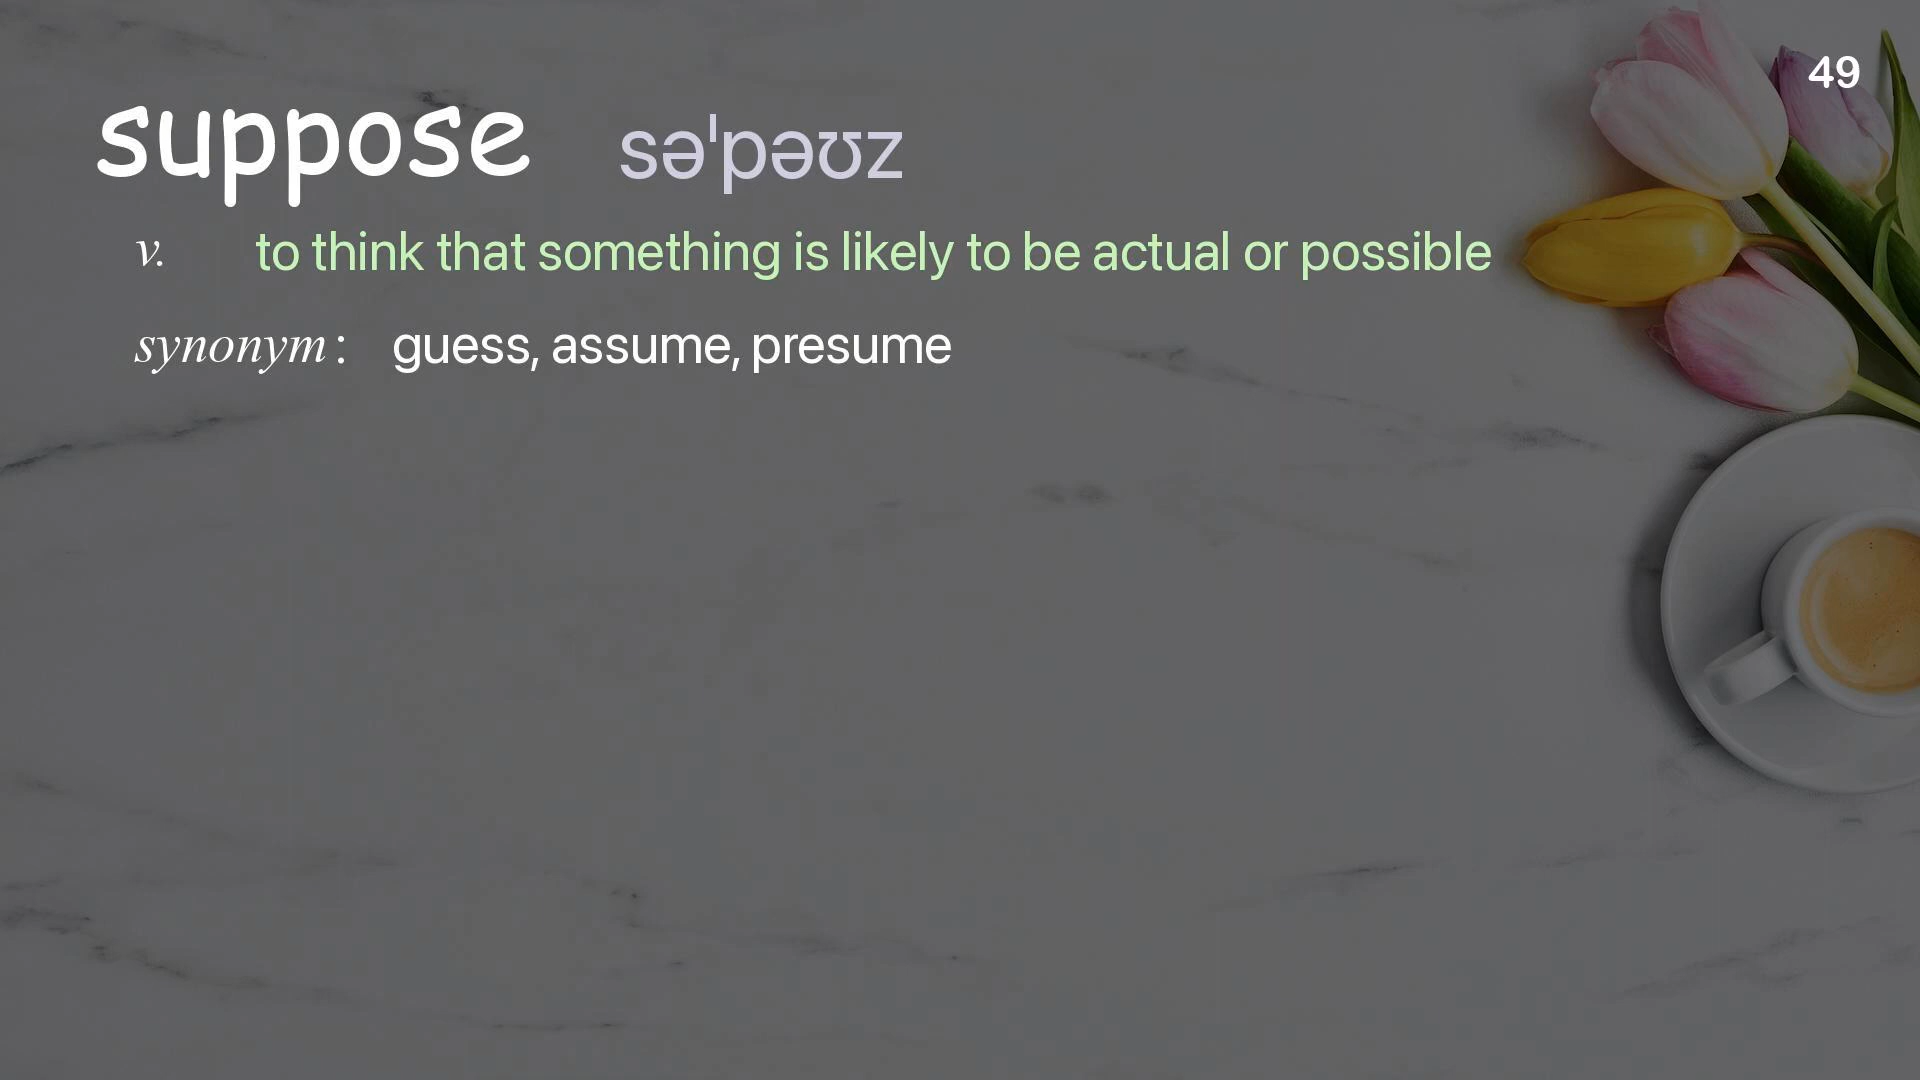 49
suppose səˈpəʊz
v. to think that something is likely to be actual or possible
synonym : guess, assume, presume